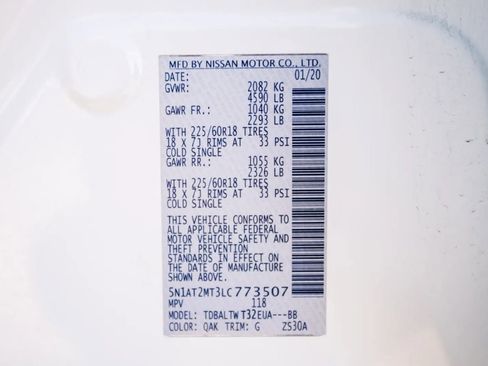 MFD BY NISSAN MOTOR CO., LTD.
DATE: 01/20
GVWR: 2082 KG
4590 LB
GAWR FR.: 1040 KG
2293 LB
WITH 225/60R18 TIRES
18 X 7J RIMS AT 33 PSI
COLD SINGLE
GAWR RR.: 1055 KG
2326 LB
WITH 225/60R18 TIRES
18 X 7J RIMS AT 33 PSI
COLD SINGLE
THIS VEHICLE CONFORMS TO
ALL APPLICABLE FEDERAL
MOTOR VEHICLE SAFETY AND
THEFT PREVENTION
STANDARDS IN EFFECT ON
THE DATE OF MANUFACTURE
SHOWN ABOVE.
5N1AT2MT3LC773507
MPV 118
MODEL: TDBALTW T32EUA---BB
COLOR: QAK TRIM: G ZS30A